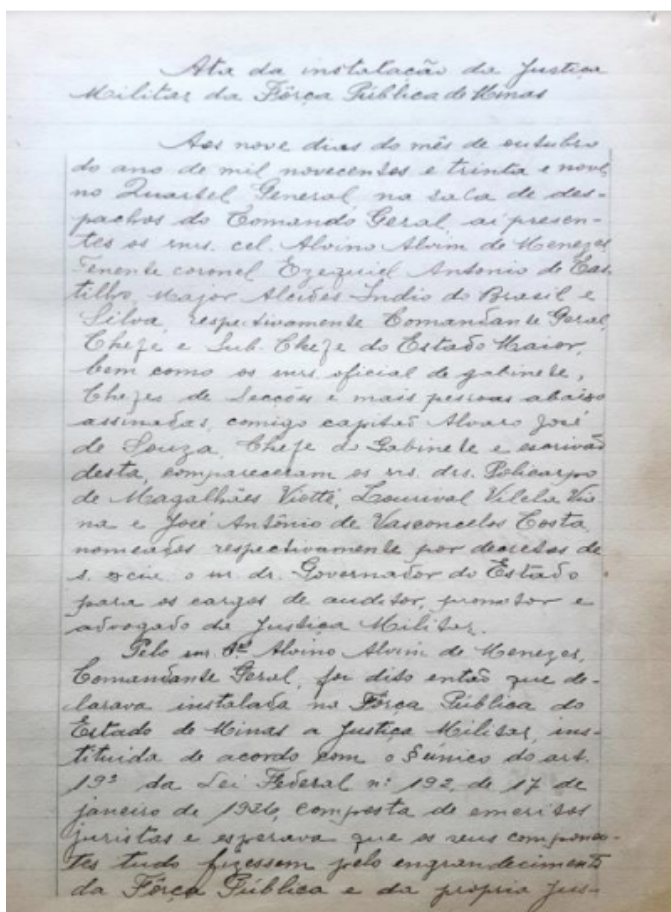 Ata da instalação da Justiça
Militar da Fôrça Pública de Minas
Aos nove dias do mês de outubro
do ano de mil novecentos e trinta e nove
no Quartel General, na sala de des-
pachos do Comando Geral, aí presen-
tes os snrs. cel. Alvino Alvim de Menezes,
Tenente coronel Ezequiel Antonio de Cas-
tilho, Major Alcides Indio do Brasil e
Silva, respectivamente Comandante Geral,
Chefe e Sub. Chefe do Estado Maior,
bem como os snrs. oficial de gabinete,
Chefes de Secções e mais pessoas abaixo
assinadas, comigo capitão Alvaro José
de Souza, Chefe do Gabinete e escrivão
desta, compareceram os srs. drs. Policarpo
de Magalhães Viotti, Lourival Vilela Via
na e José Antônio de Vasconcelos Costa,
nomeados respectivamente por decretos de
s. excia. o sr. dr. Governador do Estado
para os cargos de auditor, promotor e
advogado da Justiça Militar.
Pelo snr. Alvino Alvim de Menezes,
Comandante Geral, foi dito então que de-
clarava instalada na Fôrça Pública do
Estado de Minas a Justiça Militar, ins-
tituida de acordo com o § único do art.
19º da Lei Federal nº 192, de 17 de
janeiro de 1936, composta de emeritos
juristas e esperava que os seus componen-
tes tudo fizessem pelo engrandecimento
da Fôrça Pública e da propria Jus-